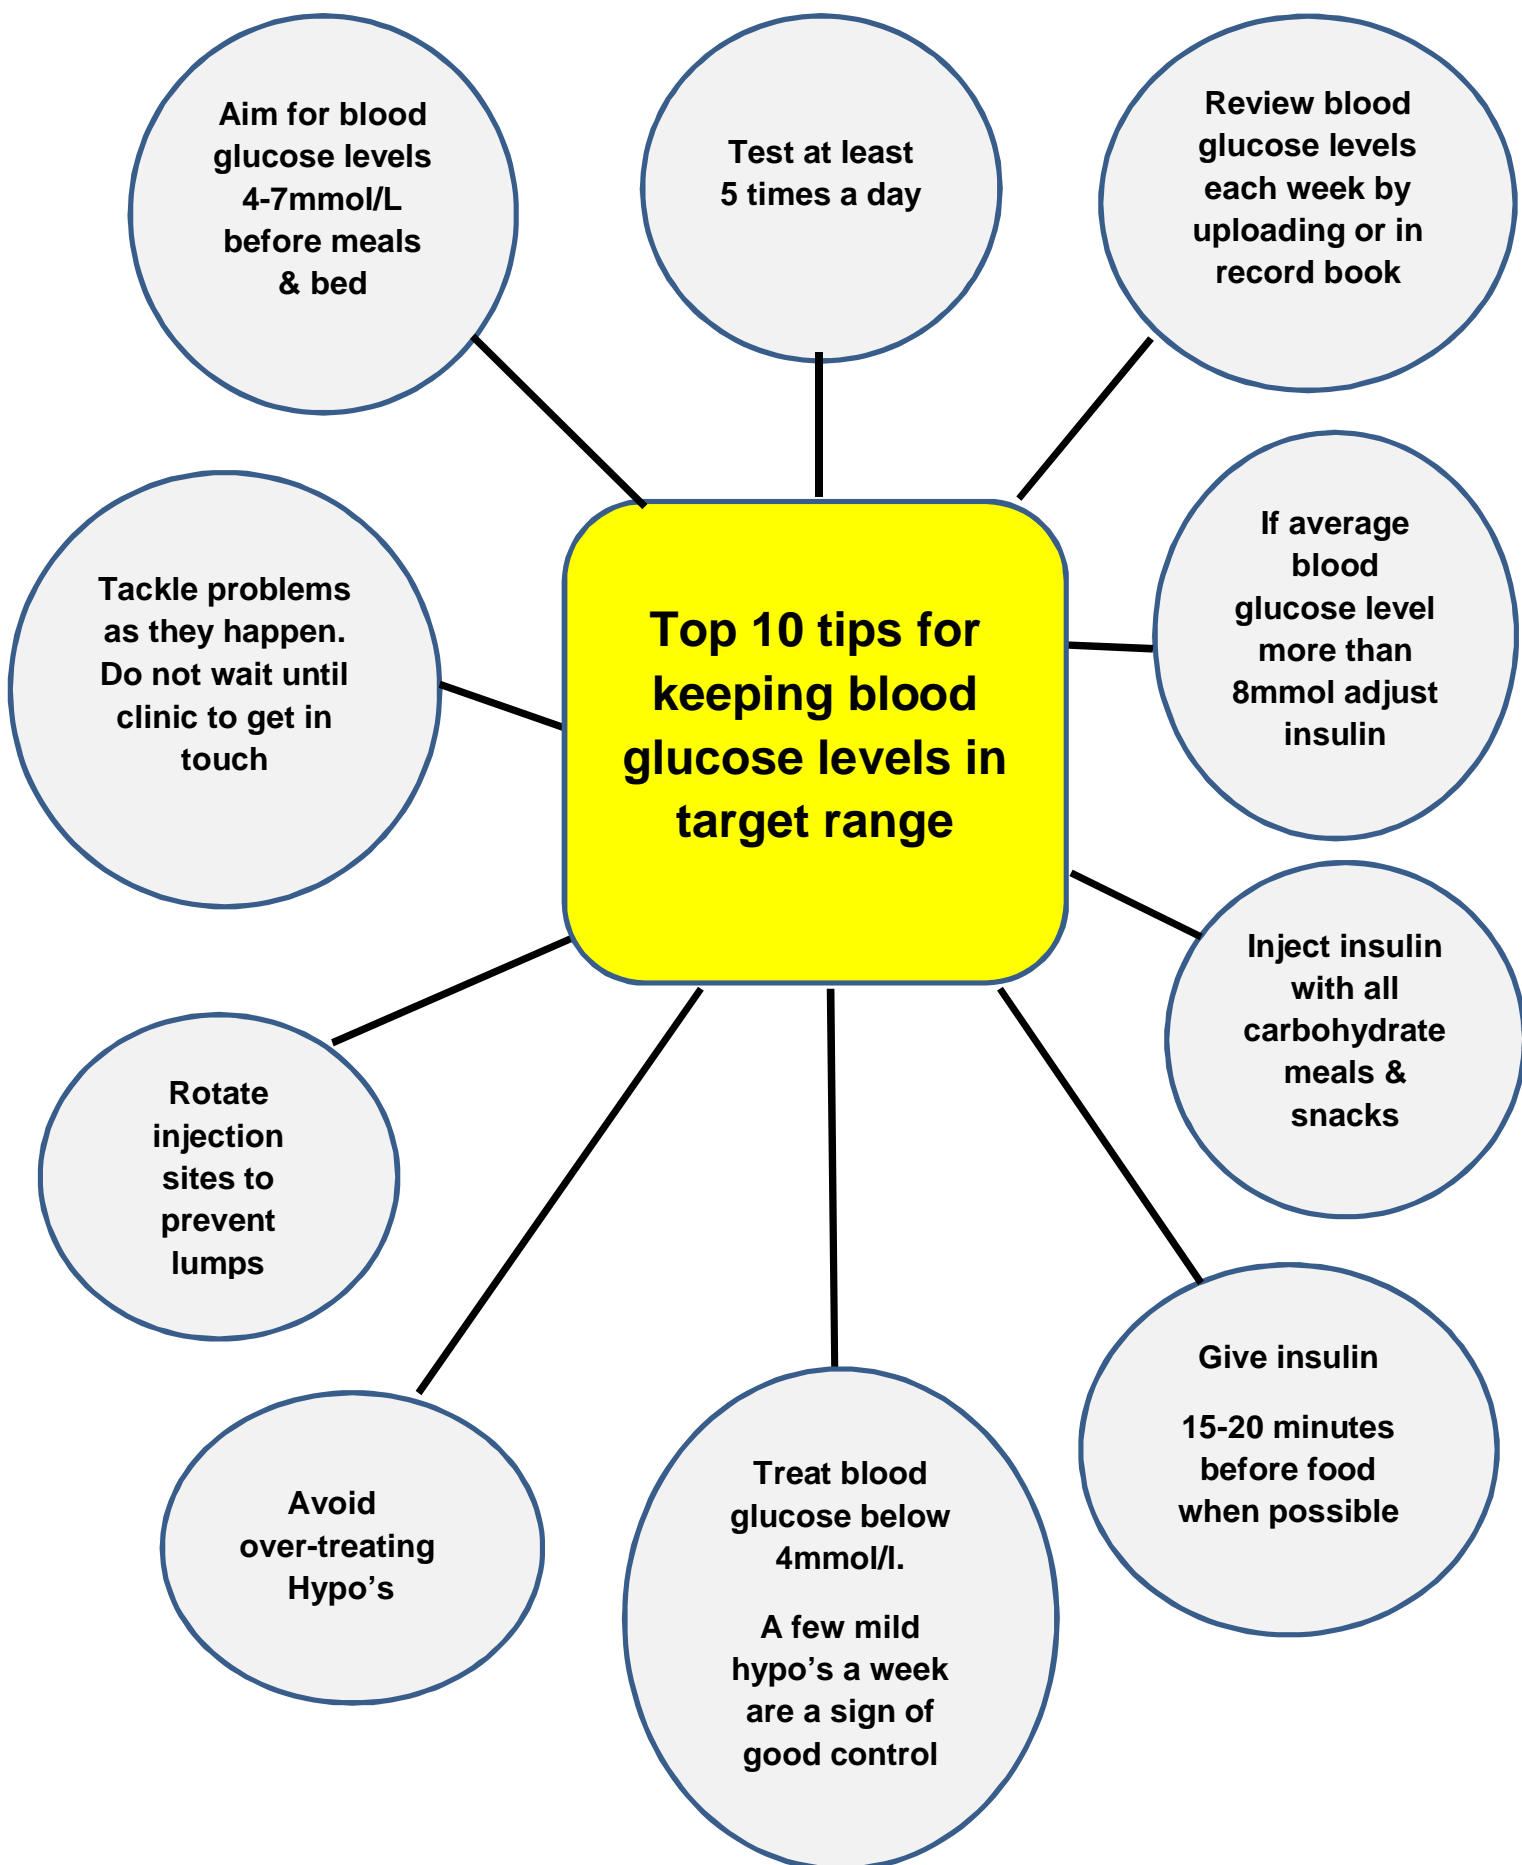 Aim for blood
glucose levels
4-7mmol/L
before meals
& bed
Test at least
5 times a day
Review blood
glucose levels
each week by
uploading or in
record book
If average
blood
glucose level
more than
8mmol adjust
insulin
Tackle problems
as they happen.
Do not wait until
clinic to get in
touch
Top 10 tips for
keeping blood
glucose levels in
target range
Inject insulin
with all
carbohydrate
meals &
snacks
Rotate
injection
sites to
prevent
lumps
Give insulin
15-20 minutes
before food
when possible
Avoid
over-treating
Hypo’s
Treat blood
glucose below
4mmol/l.
A few mild
hypo’s a week
are a sign of
good control